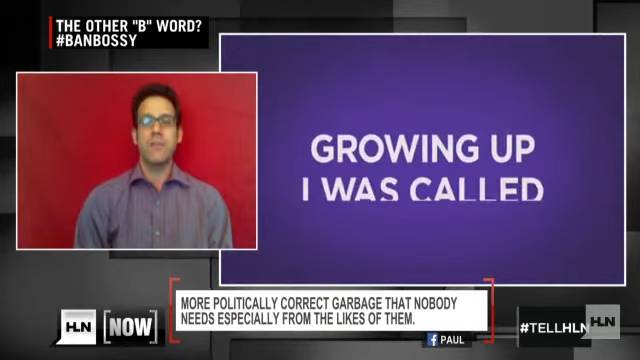 THE OTHER "B" WORD?
#BANBOSSY
GROWING UP
I WAS CALLED
MORE POLITICALLY CORRECT GARBAGE THAT NOBODY
NEEDS ESPECIALLY FROM THE LIKES OF THEM.
HLN [NOW]
f PAUL
#TELLHLN
HLN